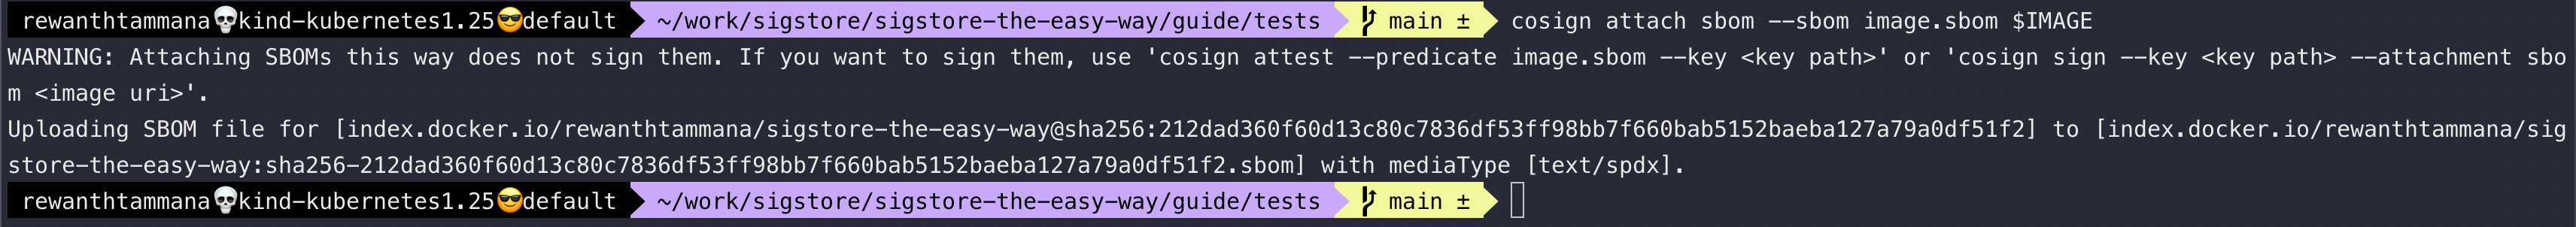 rewanthtammana💀kind-kubernetes1.25😎default ~/work/sigstore/sigstore-the-easy-way/guide/tests main ± cosign attach sbom --sbom image.sbom $IMAGE
WARNING: Attaching SBOMs this way does not sign them. If you want to sign them, use 'cosign attest --predicate image.sbom --key <key path>' or 'cosign sign --key <key path> --attachment sbo
m <image uri>'.
Uploading SBOM file for [index.docker.io/rewanthtammana/sigstore-the-easy-way@sha256:212dad360f60d13c80c7836df53ff98bb7f660bab5152baeba127a79a0df51f2] to [index.docker.io/rewanthtammana/sig
store-the-easy-way:sha256-212dad360f60d13c80c7836df53ff98bb7f660bab5152baeba127a79a0df51f2.sbom] with mediaType [text/spdx].
rewanthtammana💀kind-kubernetes1.25😎default ~/work/sigstore/sigstore-the-easy-way/guide/tests main ±